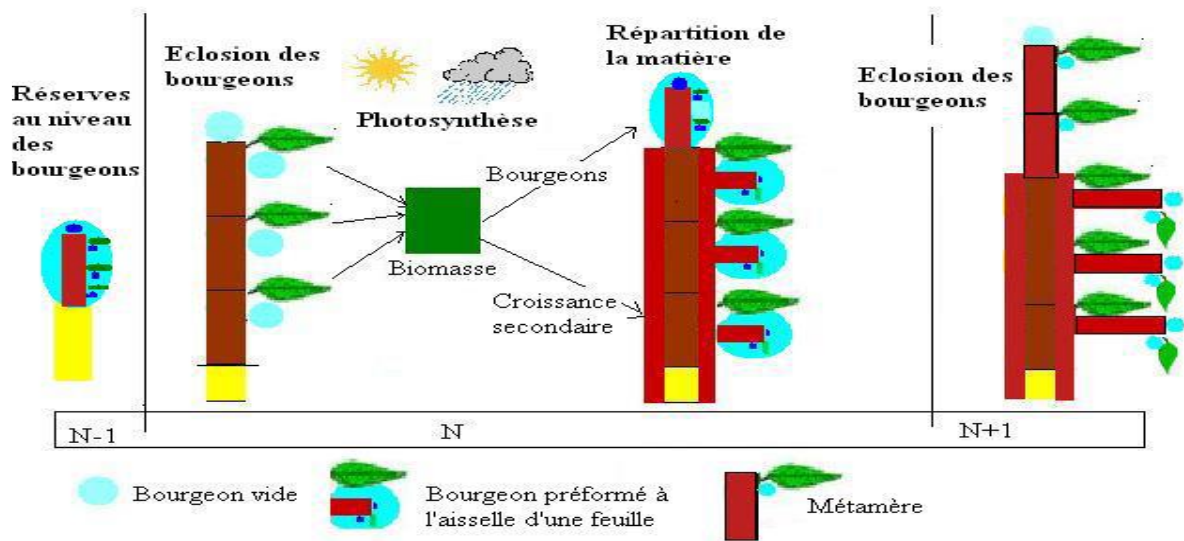 Réserves
au niveau
des
bourgeons
Eclosion des
bourgeons
Photosynthèse
Biomasse
Bourgeons
Croissance
secondaire
Répartition de
la matière
Eclosion des
bourgeons
N-1
N
N+1
Bourgeon vide
Bourgeon préformé à
l'aisselle d'une feuille
Métamère